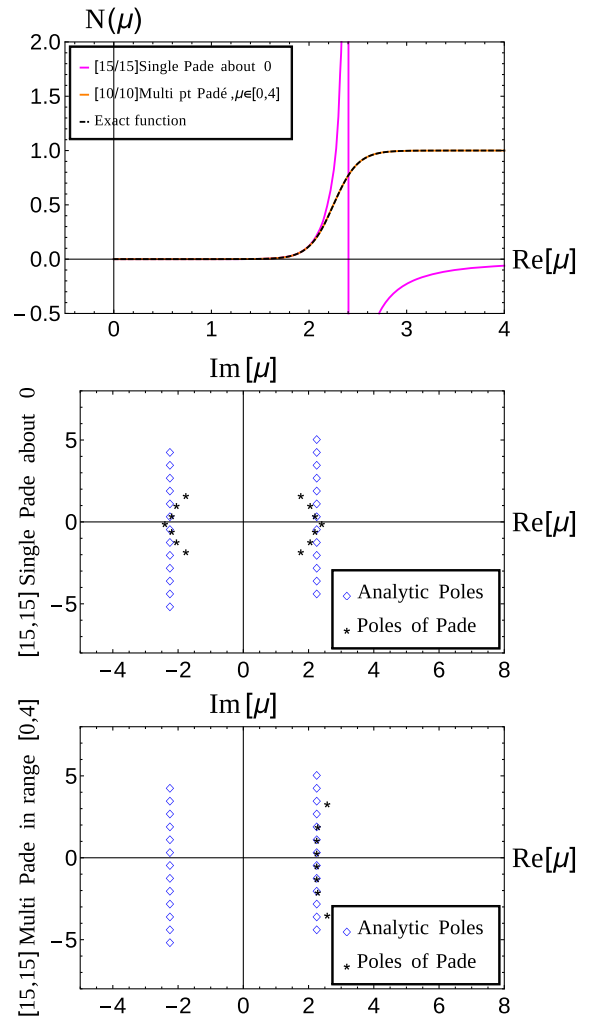 N(μ)
2.0
1.5
1.0
0.5
0.0
−0.5
[15/15]Single Pade about 0
[10/10]Multi pt Padé ,μ∈[0,4]
Exact function
Re[μ]
0 1 2 3 4
Im [μ]
[15,15] Single Pade about 0
5
0
−5
Re[μ]
Analytic Poles
* Poles of Pade
−4 −2 0 2 4 6 8
Im [μ]
[15,15] Multi Pade in range [0,4]
5
0
−5
Re[μ]
Analytic Poles
* Poles of Pade
−4 −2 0 2 4 6 8